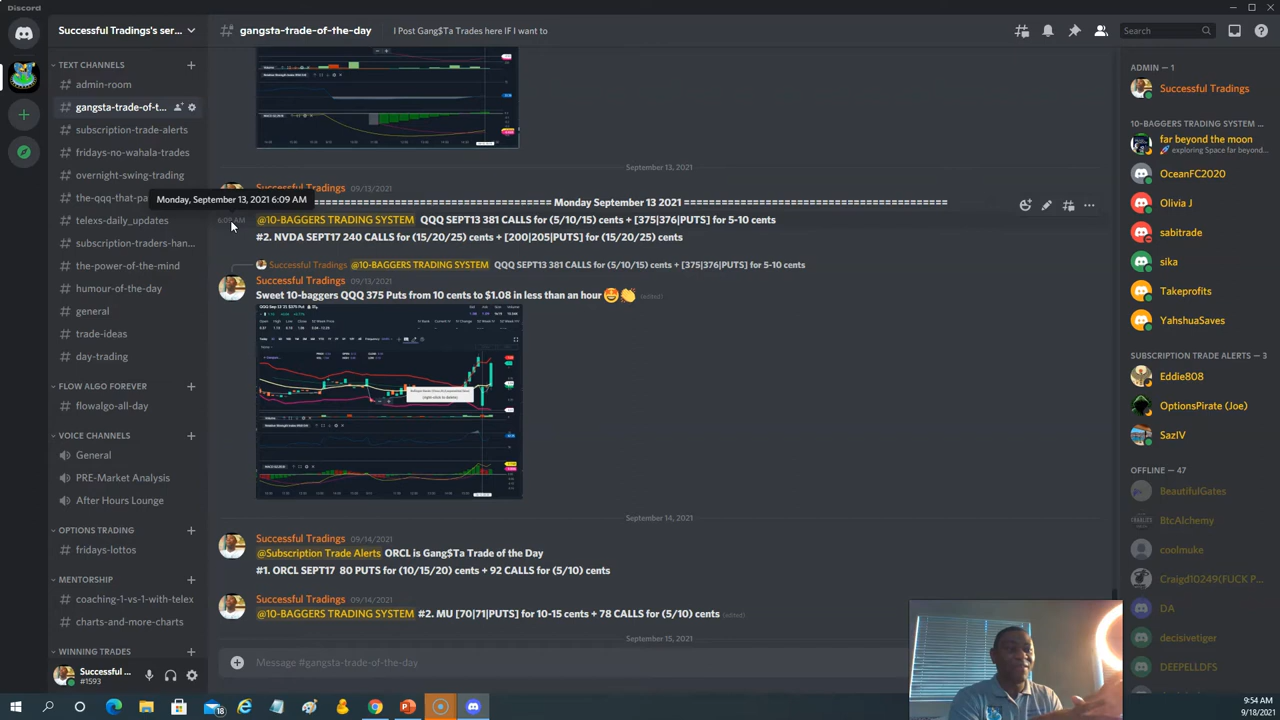 Discord
Successful Tradings's ser...
gangsta-trade-of-the-day
I Post Gang$Ta Trades here IF I want to
Search
TEXT CHANNELS
admin-room
gangsta-trade-of-t...
subscription-trade-alerts
fridays-no-wahala-trades
overnight-swing-trading
the-qqq-that-pa
telexs-daily_updates
subscription-traders-han...
the-power-of-the-mind
humour-of-the-day
general
trade-ideas
day-trading
FLOW ALGO FOREVER
flowalgo-all-day
VOICE CHANNELS
General
PRE-Market Analysis
After Hours Lounge
OPTIONS TRADING
fridays-lottos
MENTORSHIP
coaching-1-vs-1-with-telex
charts-and-more-charts
WINNING TRADES
Successful ...
#1593
September 13, 2021
Successful Tradings 09/13/2021
Monday, September 13, 2021 6:09 AM
============================================== Monday September 13 2021 ==============================================
6:09 AM
@10-BAGGERS TRADING SYSTEM QQQ SEPT13 381 CALLS for (5/10/15) cents + [375|376|PUTS] for 5-10 cents
#2. NVDA SEPT17 240 CALLS for (15/20/25) cents + [200|205|PUTS] for (15/20/25) cents
Successful Tradings @10-BAGGERS TRADING SYSTEM QQQ SEPT13 381 CALLS for (5/10/15) cents + [375|376|PUTS] for 5-10 cents
Successful Tradings 09/13/2021
Sweet 10-baggers QQQ 375 Puts from 10 cents to $1.08 in less than an hour 🤩👏 (edited)
September 14, 2021
Successful Tradings 09/14/2021
@Subscription Trade Alerts ORCL is Gang$Ta Trade of the Day
#1. ORCL SEPT17 80 PUTS for (10/15/20) cents + 92 CALLS for (5/10) cents
Successful Tradings 09/14/2021
@10-BAGGERS TRADING SYSTEM #2. MU [70|71|PUTS] for 10-15 cents + 78 CALLS for (5/10) cents (edited)
September 15, 2021
Message #gangsta-trade-of-the-day
ADMIN — 1
Successful Tradings
10-BAGGERS TRADING SYSTEM ...
far beyond the moon
🚀 exploring Space far beyond...
OceanFC2020
Olivia J
sabitrade
sika
Takeprofits
YahshuaSaves
SUBSCRIPTION TRADE ALERTS — 3
Eddie808
OptionsPirate (Joe)
SazIV
OFFLINE — 47
BeautifulGates
BtcAlchemy
coolmuke
Craigd10249(FUCK P...
DA
decisivetiger
DEEPELLDFS
18
9:54 AM
9/18/2021